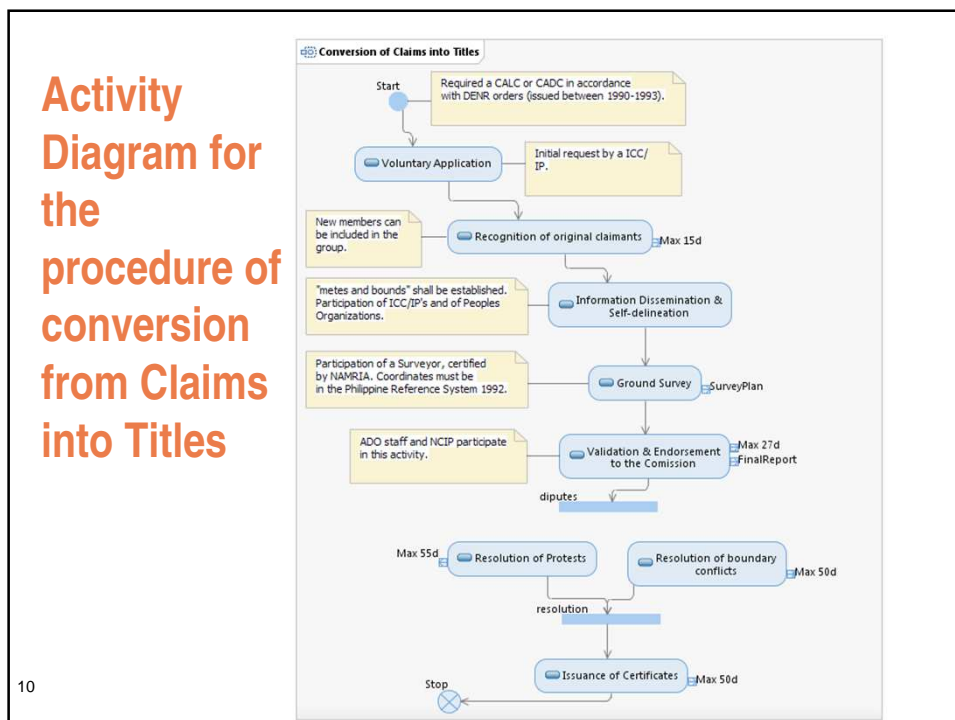 Activity
Diagram for
the
procedure of
conversion
from Claims
into Titles
Conversion of Claims into Titles
Start
Required a CALC or CADC in accordance
with DENR orders (issued between 1990-1993).
Voluntary Application
Initial request by a ICC/
IP.
New members can
be included in the
group.
Recognition of original claimants
Max 15d
"metes and bounds" shall be established.
Participation of ICC/IP's and of Peoples
Organizations.
Information Dissemination &
Self-delineation
Participation of a Surveyor, certified
by NAMRIA. Coordinates must be
in the Philippine Reference System 1992.
Ground Survey
SurveyPlan
ADO staff and NCIP participate
in this activity.
Validation & Endorsement
to the Comission
Max 27d
FinalReport
diputes
Max 55d
Resolution of Protests
Resolution of boundary
conflicts
Max 50d
resolution
Issuance of Certificates
Max 50d
Stop
10